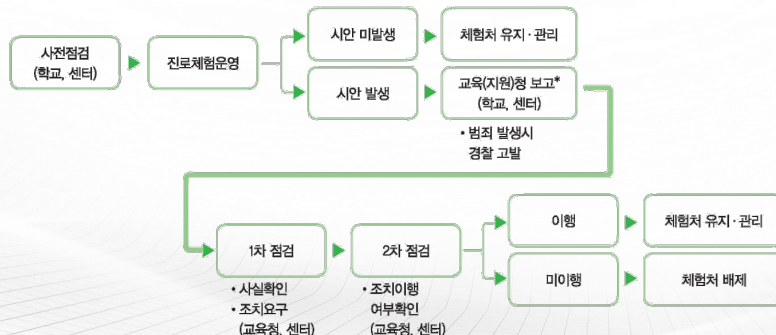 사전점검
(학교, 센터)
진로체험운영
시안 미발생
체험처 유지·관리
시안 발생
교육(지원)청 보고*
(학교, 센터)
• 범죄 발생시
경찰 고발
1차 점검
• 사실확인
• 조치요구
(교육청, 센터)
2차 점검
• 조치이행
여부확인
(교육청, 센터)
이행
체험처 유지·관리
미이행
체험처 배제